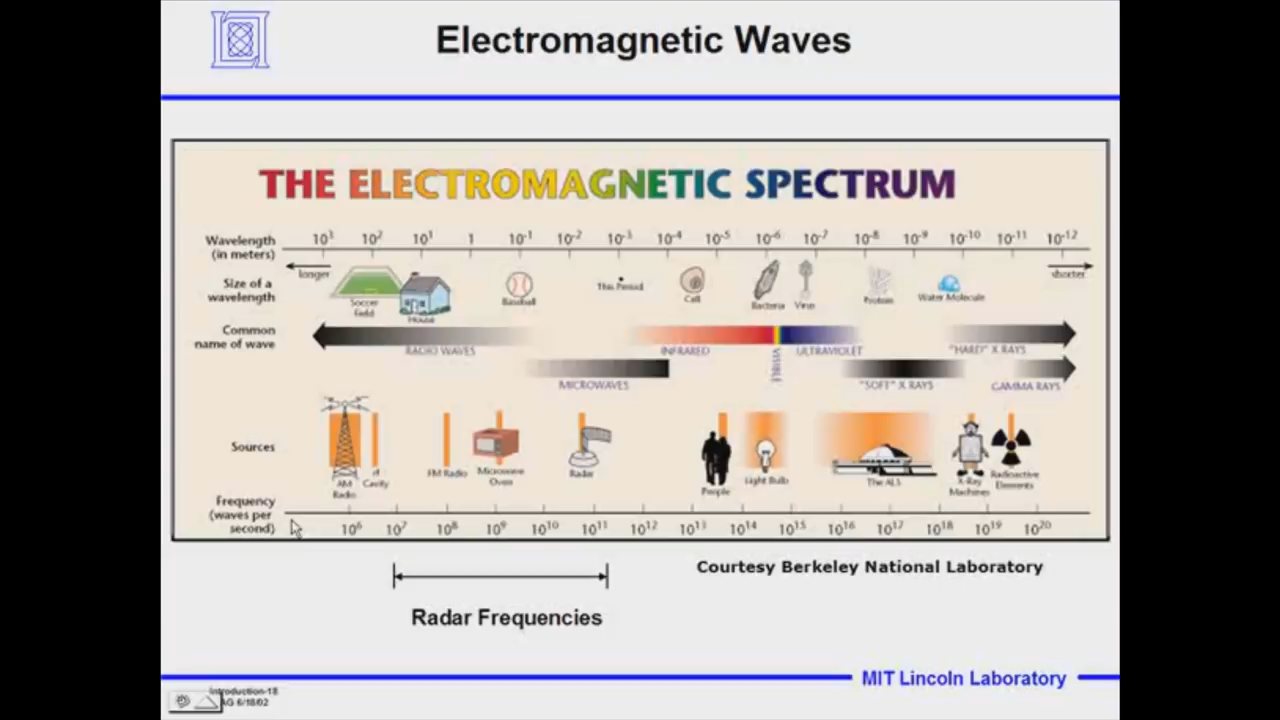 Electromagnetic Waves
THE ELECTROMAGNETIC SPECTRUM
Wavelength (in meters)
10³ 10² 10¹ 1 10⁻¹ 10⁻² 10⁻³ 10⁻⁴ 10⁻⁵ 10⁻⁶ 10⁻⁷ 10⁻⁸ 10⁻⁹ 10⁻¹⁰ 10⁻¹¹ 10⁻¹²
longer
shorter
Size of a wavelength
Soccer Field
House
Baseball
This Period
Cell
Bacteria
Virus
Protein
Water Molecule
Common name of wave
RADIO WAVES
INFRARED
VISIBLE
ULTRAVIOLET
"HARD" X RAYS
MICROWAVES
"SOFT" X RAYS
GAMMA RAYS
Sources
AM Radio
rf Cavity
FM Radio
Microwave Oven
Radar
People
Light Bulb
The ALS
X-Ray Machines
Radioactive Elements
Frequency (waves per second)
10⁶ 10⁷ 10⁸ 10⁹ 10¹⁰ 10¹¹ 10¹² 10¹³ 10¹⁴ 10¹⁵ 10¹⁶ 10¹⁷ 10¹⁸ 10¹⁹ 10²⁰
Courtesy Berkeley National Laboratory
Radar Frequencies
MIT Lincoln Laboratory
Introduction-18
AG 6/18/02